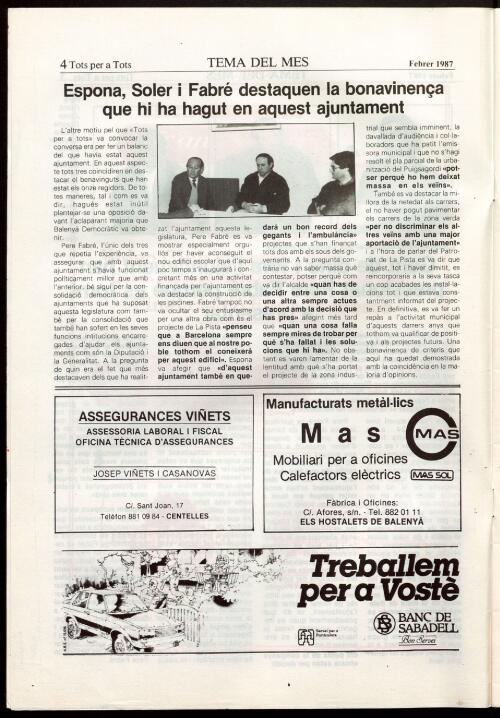 4 Tots per a Tots
TEMA DEL MES
Febrer 1987
Espona, Soler i Fabré destaquen la bonavinença
que hi ha hagut en aquest ajuntament
L'altre motiu pel que «Tots
per a tots» va convocar la
conversa era per fer un balanç
del que havia estat aquest
ajuntament. En aquest aspec-
te tots tres coincidiren en des-
tacar el benavinguts que han
estat els onze regidors. De to-
tes maneres, tal i com es va
dir, hagués estat inútil
plantejar-se una oposició da-
vant l'aclaparant majoria que
Balenyà Democràtic va obte-
nir.
Pere Fabré, l'únic dels tres
que repetia l'experiència, va
assegurar que amb aquest
ajuntament s'havia funcionat
políticament millor que amb
l'anterior, bé sigui per la con-
solidació democràtica dels
ajuntaments que ha suposat
aquesta legislatura com tam-
bé per la consolidació que
també han sofert en les seves
funcions institucions encarre-
gades d'ajudar els ajunta-
ments com són la Diputació i
la Generalitat. A la pregunta
de quin era el fet que més
destacaven dels que ha realit-
zat l'ajuntament aquesta le-
gislatura, Pere Fabré es va
mostrar especialment orgu-
llós per haver aconseguit el
nou edifici escolar que d'aquí
poc temps s'inaugurarà i con-
cretant més en una activitat
finançada per l'ajuntament es
va destacar la construcció de
les piscines. Fabré tampoc no
va ocultar el seu entusiasme
per una altra obra com és el
projecte de La Pista «penseu
que a Barcelona sempre
ens diuen que al nostre po-
ble tothom el coneixerà
per aquest edifici». Espona
va afegir que «d'aquest
ajuntament també en que-
darà un bon record dels
gegants i l'ambulància»
projectes que s'han finançat
tots dos amb els sous dels go-
vernants. A la pregunta con-
trària no van saber massa què
contestar, potser perquè com
va dir l'alcalde «quan has de
decidir entre una cosa o
una altra sempre actues
d'acord amb la decisió que
has pres» afegint més tard
que «quan una cosa falla
sempre mires de trobar per
què s'ha fallat i les solu-
cions que hi ha». No obs-
tant es varen lamentar de la
lentitud amb què s'ha portat
el projecte de la zona indus-
trial que sembla imminent, la
davallada d'audiència i col·la-
boradors que ha patit l'emi-
sora municipal i que no s'hagi
resolt el pla parcial de la urba-
nització del Puigsagordi «pot-
ser perquè ho hem deixat
massa en els veïns».
També es va destacar la mi-
llora de la netedat als carrers,
el no haver pogut pavimentar
els carrers de la zona verda
«per no discriminar els al-
tres veïns amb una major
aportació de l'ajuntament»
i a l'hora de parlar del Patro-
nat de La Pista es va dir que
aquest, tot i haver dimitit, es
reincorporaria a la seva tasca
un cop acabades les instal·la-
cions tot i que estava cons-
tantment informat del projec-
te. En definitiva, es va fer un
repàs a l'activitat municipal
d'aquests darrers anys que
tothom va qualificar de positi-
va i als projectes futurs. Una
bonavinença de criteris que
aquí ha quedat demostrada
amb la coincidència en la ma-
joria d'opinions.
ASSEGURANCES VIÑETS
ASSESSORIA LABORAL I FISCAL
OFICINA TÈCNICA D'ASSEGURANCES
JOSEP VIÑETS I CASANOVAS
C/. Sant Joan, 17
Telèfon 881 09 84 - CENTELLES
Manufacturats metàl·lics
Mas
MAS
Mobiliari per a oficines
Calefactors elèctrics MAS SOL
Fàbrica i Oficines:
C/. Afores, s/n. - Tel. 882 01 11
ELS HOSTALETS DE BALENYÀ
Treballem
per a Vostè
Servei per a
Particulars
BS
BANC DE
SABADELL
Bon Servei